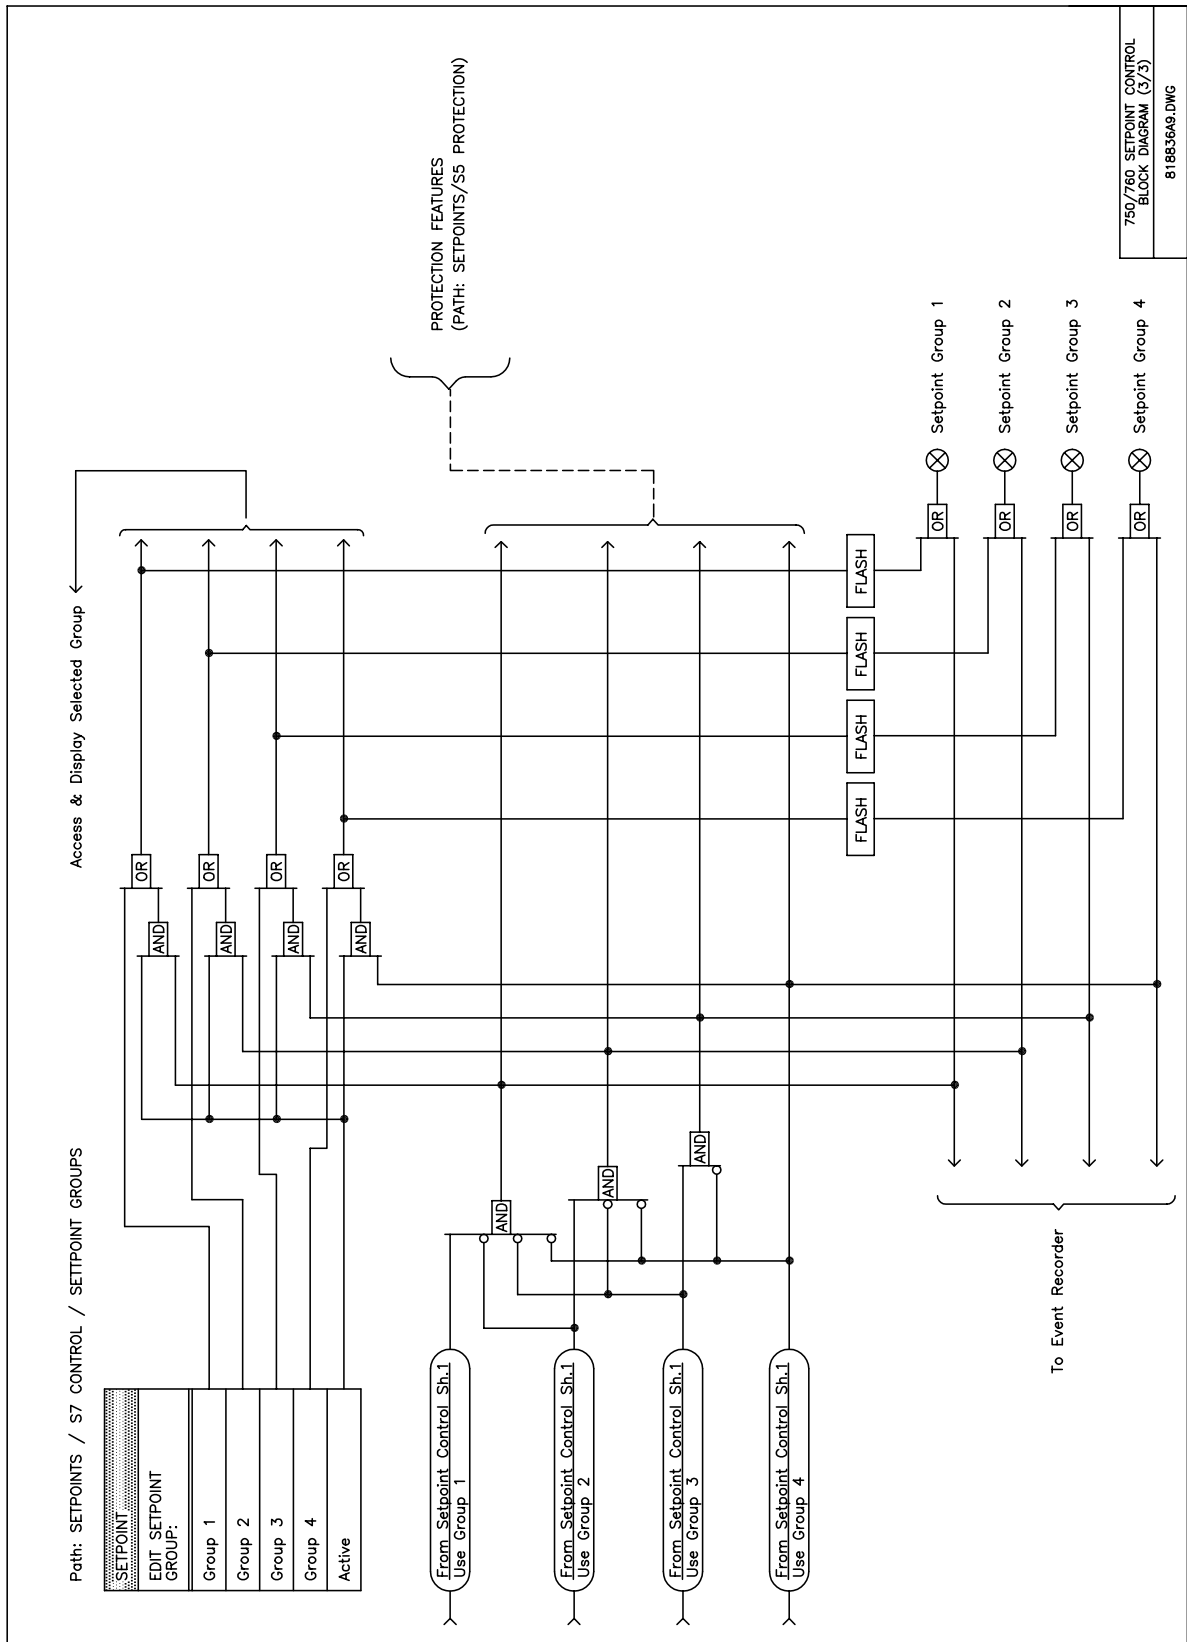 Path: SETPOINTS / S7 CONTROL / SETTPOINT GROUPS
SETPOINT
EDIT SETPOINT
GROUP:
Group 1
Group 2
Group 3
Group 4
Active
AND
AND
AND
AND
OR
OR
OR
OR
Access & Display Selected Group
From Setpoint Control Sh.1
Use Group 1
From Setpoint Control Sh.1
Use Group 2
From Setpoint Control Sh.1
Use Group 3
From Setpoint Control Sh.1
Use Group 4
AND
AND
AND
PROTECTION FEATURES
(PATH: SETPOINTS/S5 PROTECTION)
FLASH
FLASH
FLASH
FLASH
OR
OR
OR
OR
Setpoint Group 1
Setpoint Group 2
Setpoint Group 3
Setpoint Group 4
To Event Recorder
750/760 SETPOINT CONTROL
BLOCK DIAGRAM (3/3)
818836A9.DWG